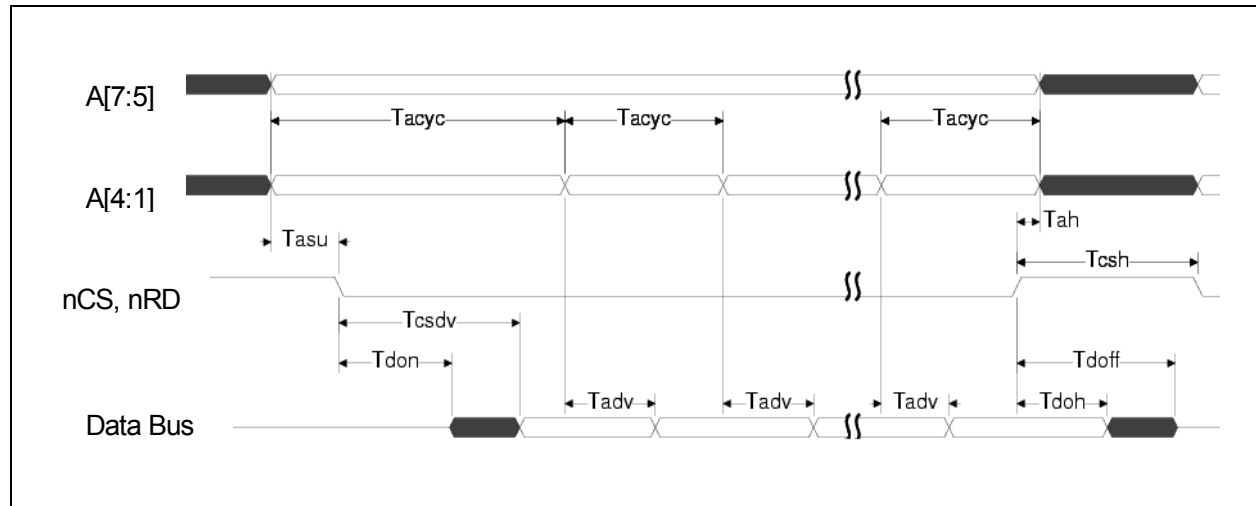 A[7:5]
Tacyc Tacyc Tacyc
A[4:1]
Tah
Tasu
Tcsh
nCS, nRD
Tcsdv
Tdon Tdoff
Tadv Tadv Tadv Tdoh
Data Bus